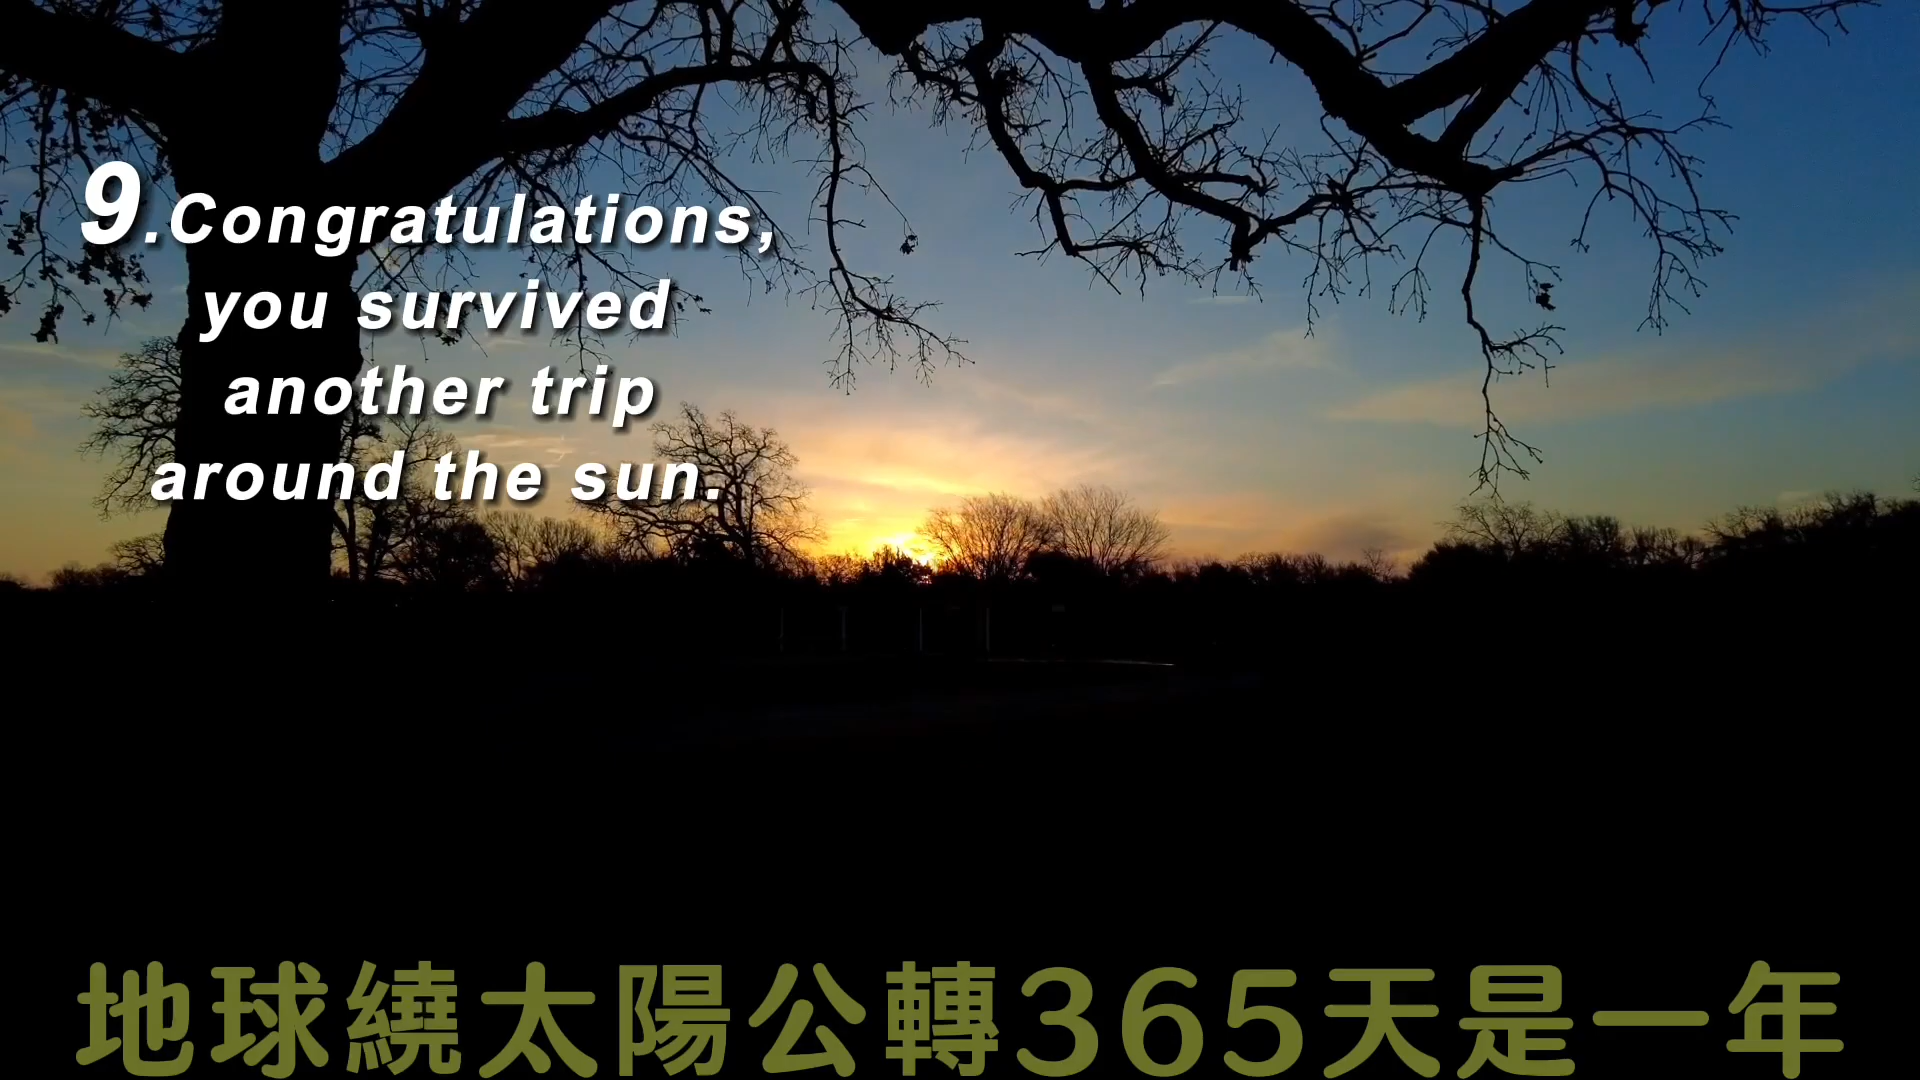 9.Congratulations,
you survived
another trip
around the sun.
地球繞太陽公轉365天是一年